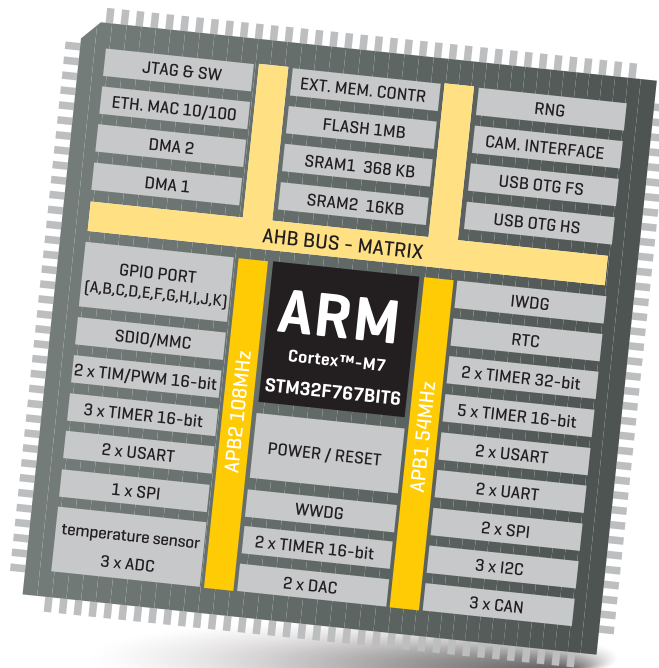 JTAG & SW
ETH. MAC 10/100
DMA 2
DMA 1
EXT. MEM. CONTR
FLASH 1MB
SRAM1 368 KB
SRAM2 16KB
RNG
CAM. INTERFACE
USB OTG FS
USB OTG HS
AHB BUS - MATRIX
GPIO PORT
(A,B,C,D,E,F,G,H,I,J,K)
SDIO/MMC
2 x TIM/PWM 16-bit
3 x TIMER 16-bit
2 x USART
1 x SPI
temperature sensor
3 x ADC
APB2 108MHz
ARM
Cortex™-M7
STM32F767BIT6
POWER / RESET
WWDG
2 x TIMER 16-bit
2 x DAC
APB1 54MHz
IWDG
RTC
2 x TIMER 32-bit
5 x TIMER 16-bit
2 x USART
2 x UART
2 x SPI
3 x I2C
3 x CAN